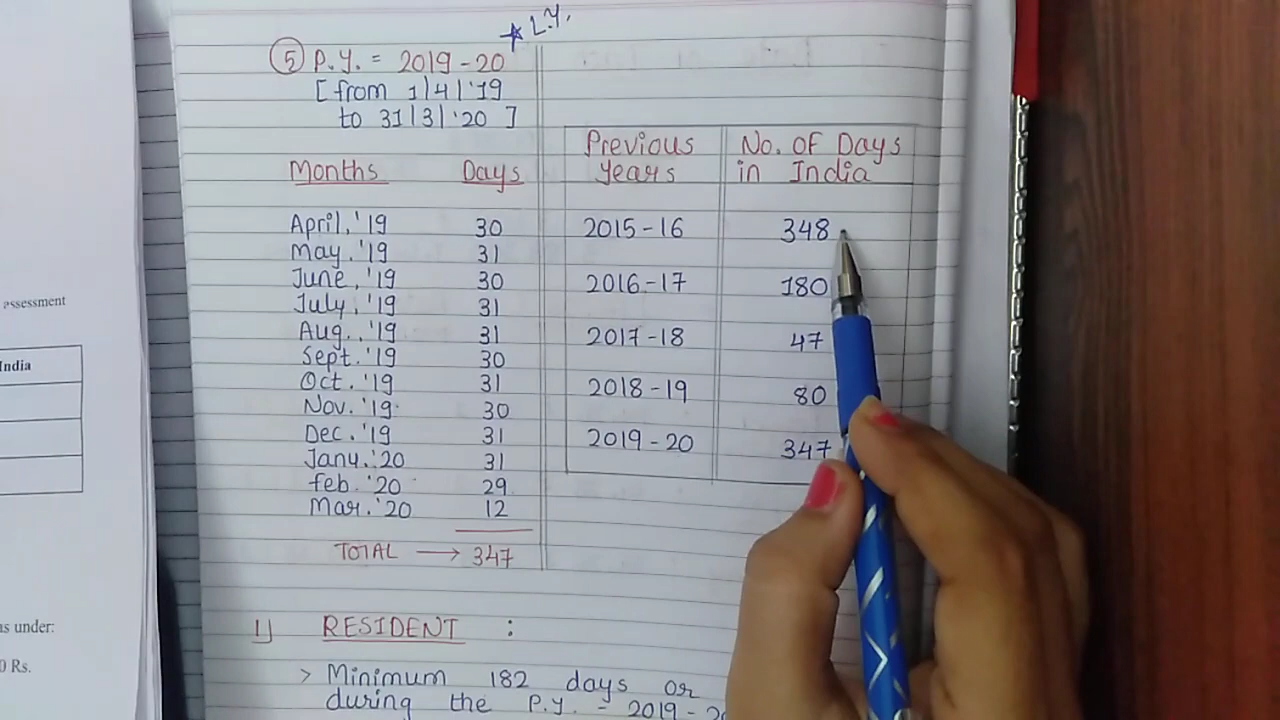 * L.Y.
⑤ P.Y. = 2019-20
[ from 1/4/'19
to 31/3/'20 ]
Months Days
April,'19 30
May.'19 31
June,'19 30
July,'19 31
Aug..'19 31
Sept.'19 30
Oct.'19 31
Nov.'19 30
Dec.'19 31
Janu.'20 31
feb.'20 29
Mar.'20 12
TOTAL → 347
Previous Years No. of Days in India
2015-16 348
2016-17 180
2017-18 47
2018-19 80
2019-20 347
1) RESIDENT :
> Minimum 182 days or
during the P.Y. - 2019-20
assessment
India
as under:
0 Rs.